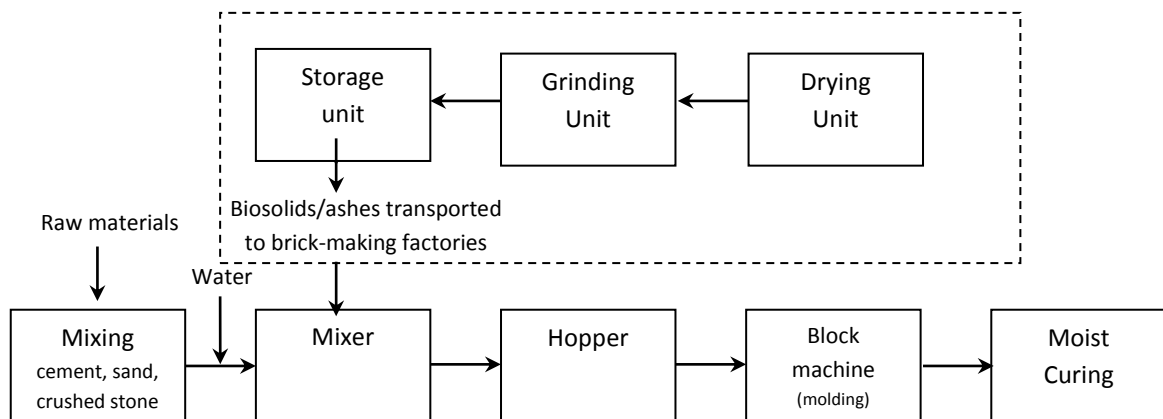 Storage
unit
Grinding
Unit
Drying
Unit
Biosolids/ashes transported
to brick-making factories
Raw materials
Water
Mixing
cement, sand,
crushed stone
Mixer
Hopper
Block
machine
(molding)
Moist
Curing